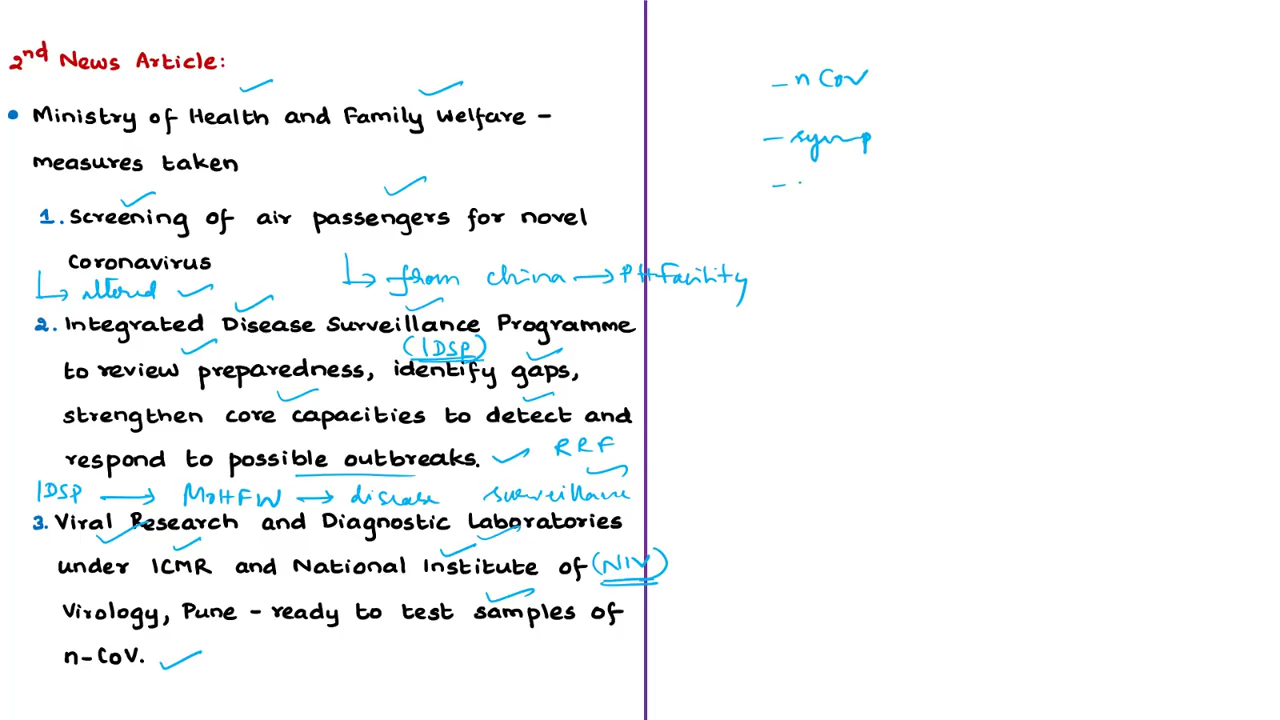 2nd News Article:
• Ministry of Health and Family Welfare -
measures taken
1. Screening of air passengers for novel
Coronavirus
↳ altered
↳ from china → PH Facility
2. Integrated Disease Surveillance Programme
(IDSP)
to review preparedness, identify gaps,
strengthen core capacities to detect and
respond to possible outbreaks.
RRF
IDSP → MoHFW → disease surveillance
3. Viral Research and Diagnostic Laboratories
under ICMR and National Institute of (NIV)
Virology, Pune - ready to test samples of
n-CoV.
- n CoV
- symp
-